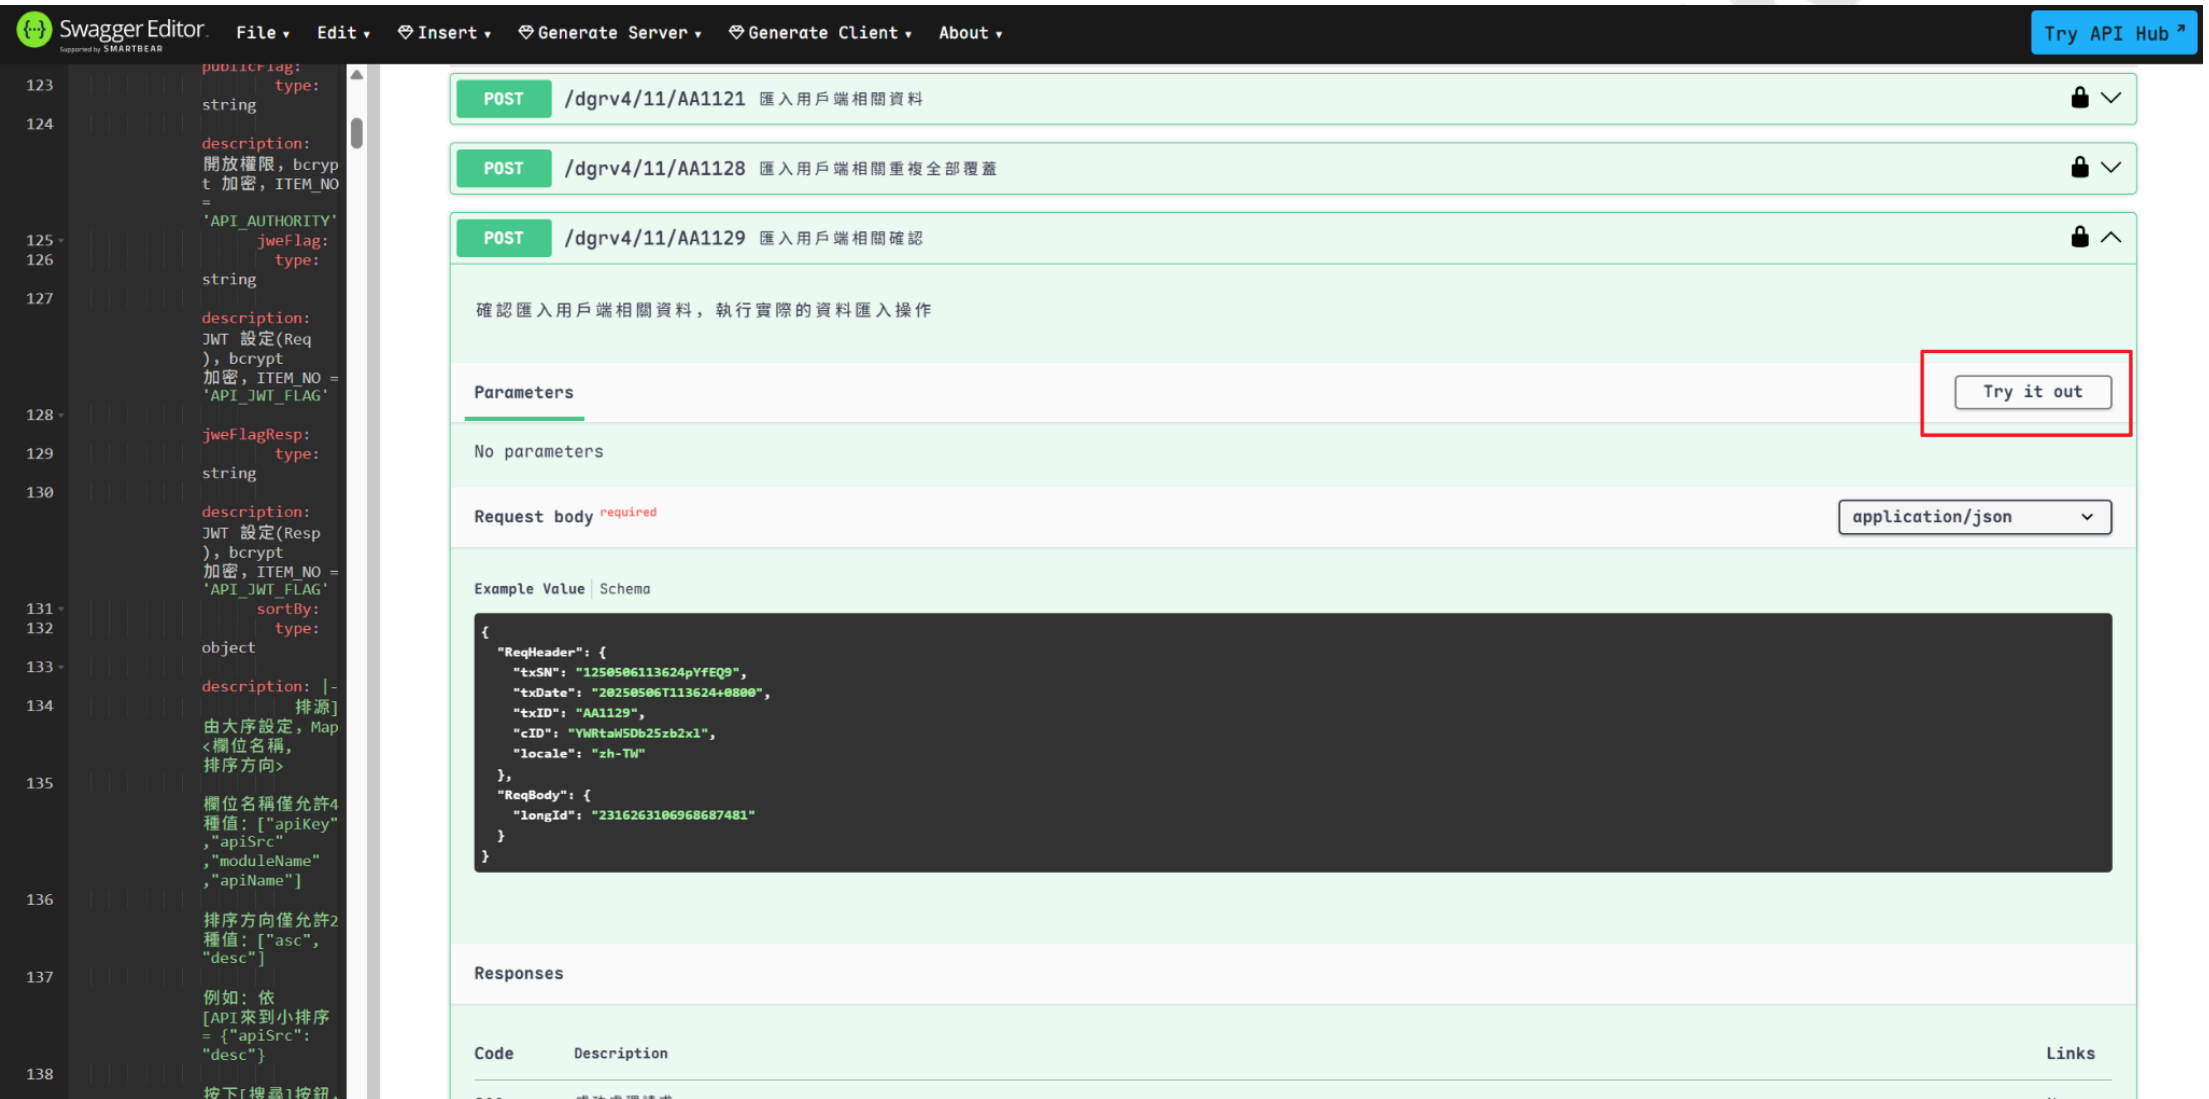 Swagger Editor.
Supported by SMARTBEAR
File Edit Insert Generate Server Generate Client About
Try API Hub
publicFlag:
123 type:
string
124
description:
開放權限, bcryp
t 加密, ITEM_NO
=
'API_AUTHORITY'
125 jweFlag:
126 type:
string
127
description:
JWT 設定(Req
), bcrypt
加密, ITEM_NO =
'API_JWT_FLAG'
128
jweFlagResp:
129 type:
string
130
description:
JWT 設定(Resp
), bcrypt
加密, ITEM_NO =
'API_JWT_FLAG'
131 sortBy:
132 type:
object
133
description: |-
134 排源]
由大序設定, Map
<欄位名稱,
排序方向>
135
欄位名稱僅允許4
種值: ["apiKey"
,"apiSrc"
,"moduleName"
,"apiName"]
136
排序方向僅允許2
種值: ["asc",
"desc"]
137
例如: 依
[API來到小排序
= {"apiSrc":
"desc"}
138
按下[搜尋]按鈕,
POST /dgrv4/11/AA1121 匯入用戶端相關資料
POST /dgrv4/11/AA1128 匯入用戶端相關重複全部覆蓋
POST /dgrv4/11/AA1129 匯入用戶端相關確認
確認匯入用戶端相關資料, 執行實際的資料匯入操作
Parameters
Try it out
No parameters
Request body required
application/json
Example Value Schema
{
"ReqHeader": {
"txSN": "1250506113624pYfEQ9",
"txDate": "20250506T113624+0800",
"txID": "AA1129",
"cID": "YWRtaW5Db25zb2xl",
"locale": "zh-TW"
},
"ReqBody": {
"longId": "2316263106968687481"
}
}
Responses
Code Description Links
成功處理請求